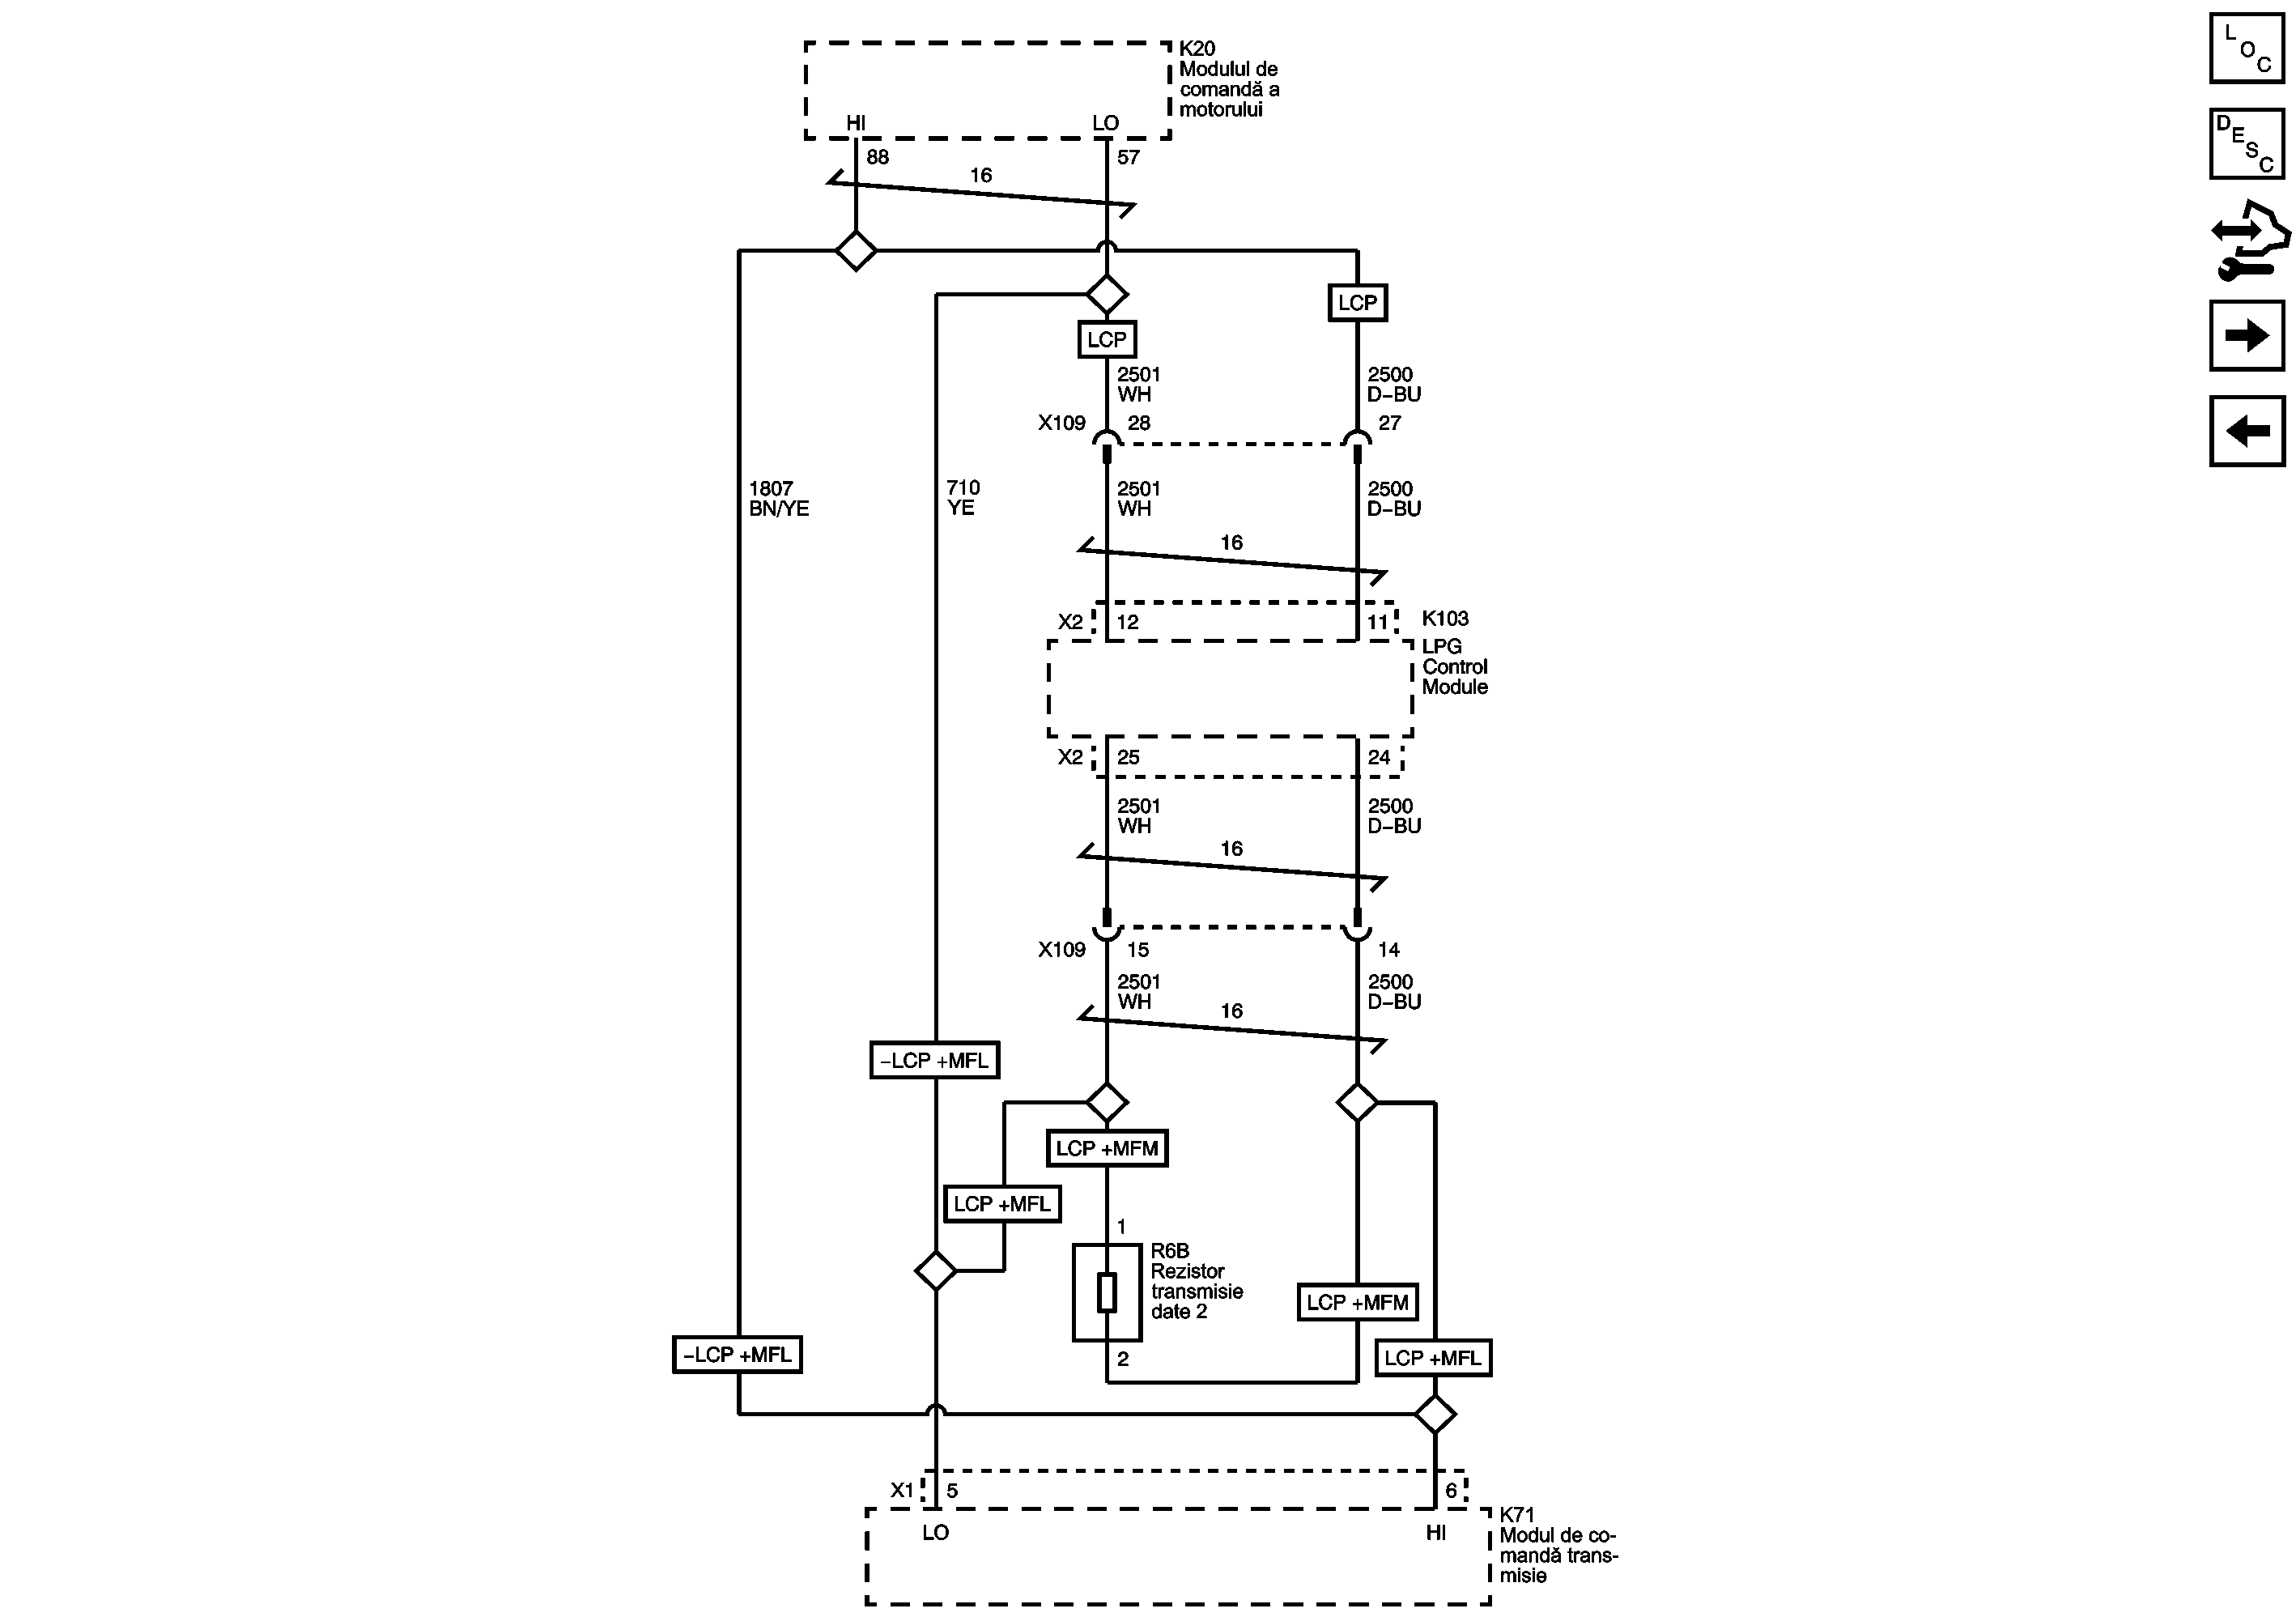 K20
Modulul de
comandă a
motorului
HI
LO
88
57
16
LCP
LCP
2501
WH
2500
D–BU
X109
28
27
1807
BN/YE
710
YE
2501
WH
2500
D–BU
16
X2
12
11
K103
LPG
Control
Module
X2
25
24
2501
WH
2500
D–BU
16
X109
15
14
2501
WH
2500
D–BU
16
–LCP +MFL
LCP +MFM
LCP +MFL
1
R6B
Rezistor
transmisie
date 2
LCP +MFM
–LCP +MFL
2
LCP +MFL
X1
5
6
LO
HI
K71
Modul de co-
mandă trans-
misie
LOC
DESC